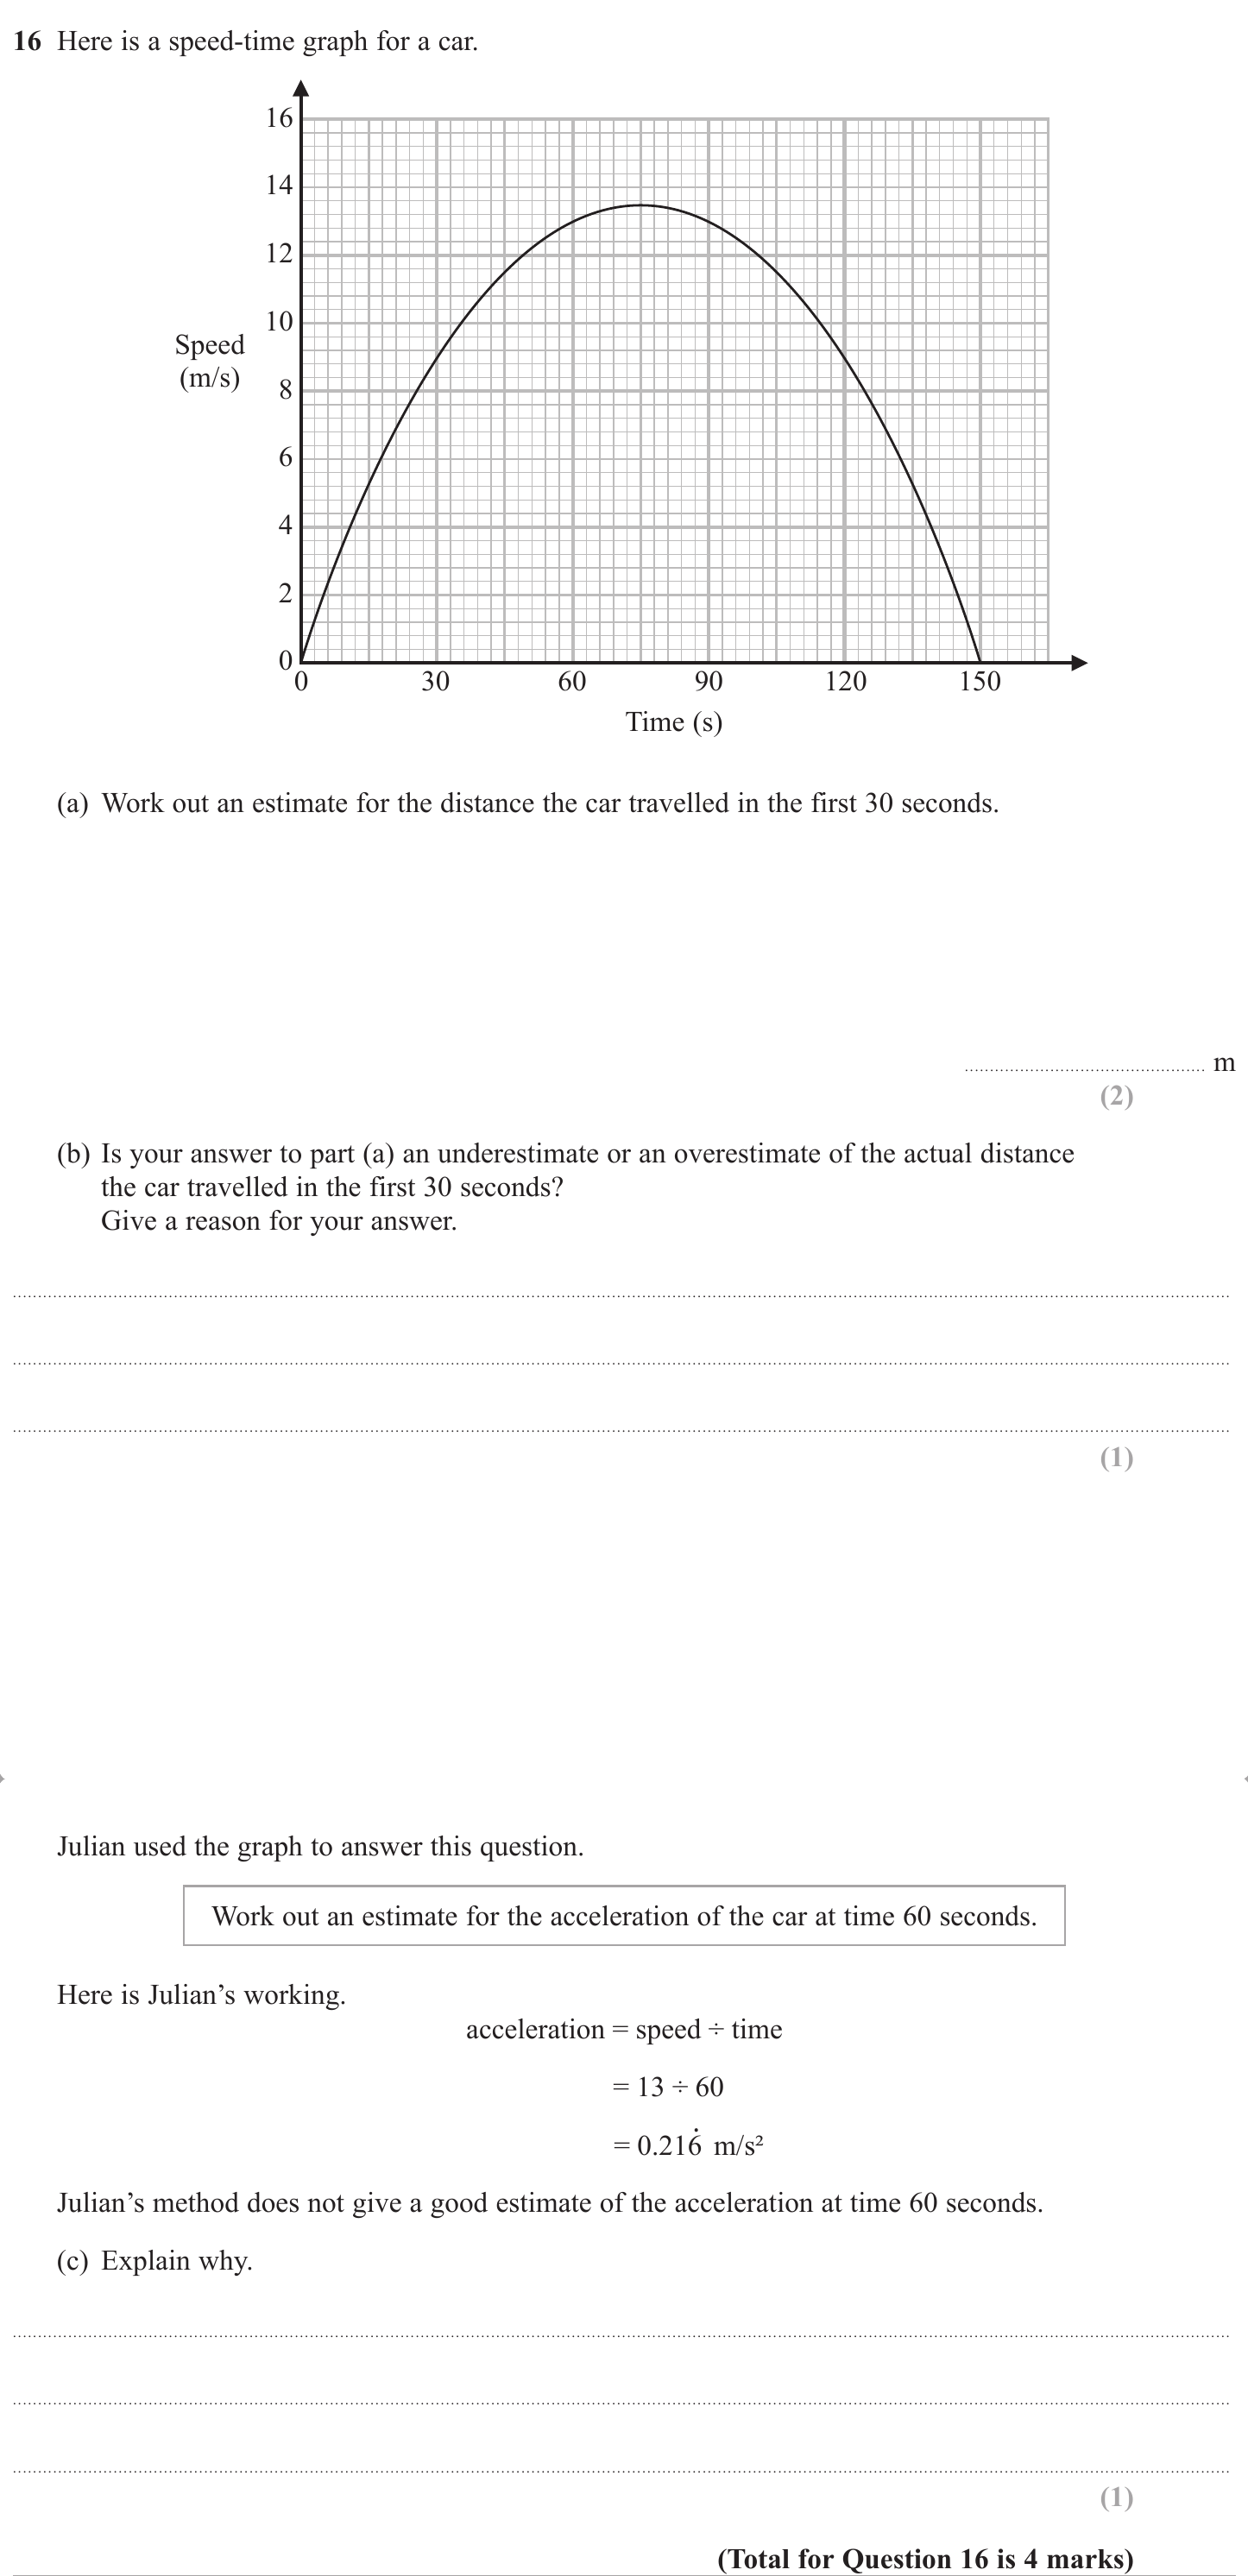 16 Here is a speed-time graph for a car.
16
14
12
10
Speed
(m/s)
8
6
4
2
0
0 30 60 90 120 150
Time (s)
(a) Work out an estimate for the distance the car travelled in the first 30 seconds.
m
(2)
(b) Is your answer to part (a) an underestimate or an overestimate of the actual distance
the car travelled in the first 30 seconds?
Give a reason for your answer.
(1)
Julian used the graph to answer this question.
Work out an estimate for the acceleration of the car at time 60 seconds.
Here is Julian’s working.
acceleration = speed ÷ time
= 13 ÷ 60
= 0.216̇ m/s²
Julian’s method does not give a good estimate of the acceleration at time 60 seconds.
(c) Explain why.
(1)
(Total for Question 16 is 4 marks)